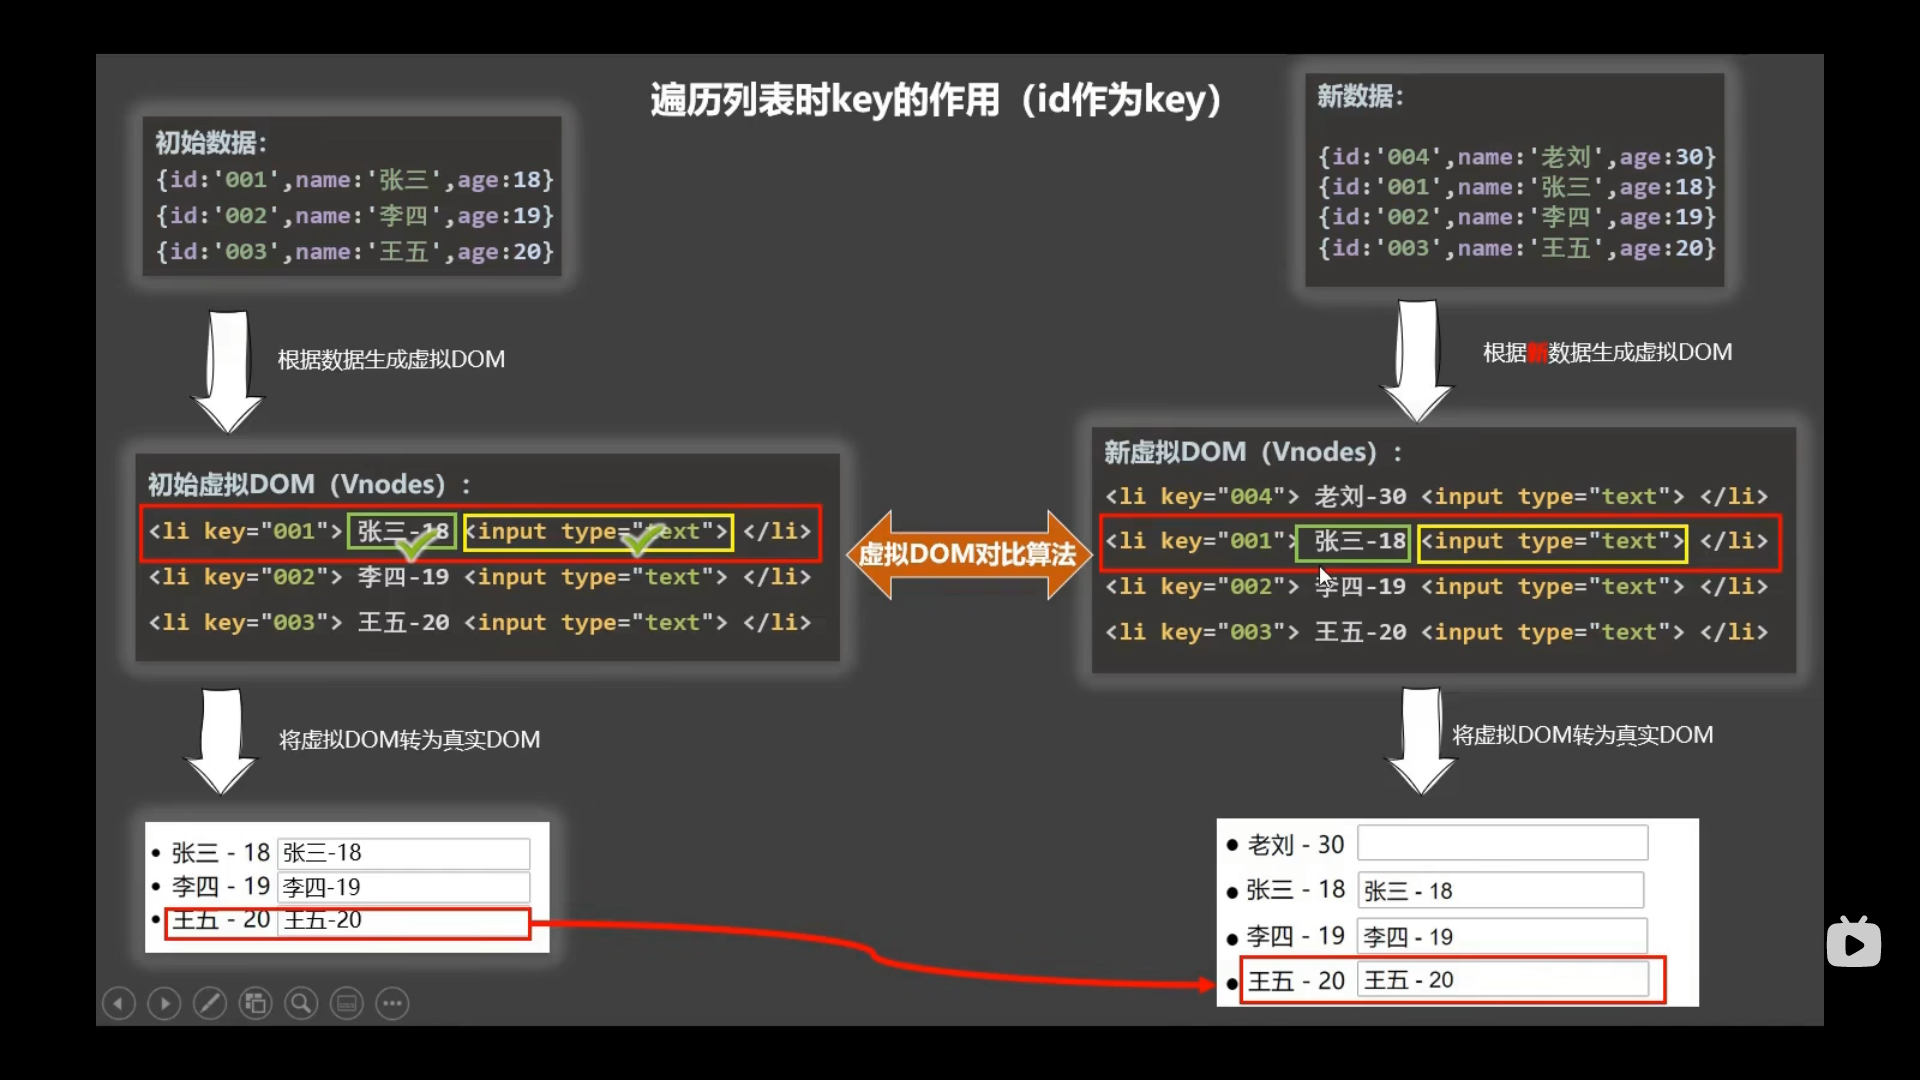 遍历列表时key的作用（id作为key）
初始数据：
{id:'001',name:'张三',age:18}
{id:'002',name:'李四',age:19}
{id:'003',name:'王五',age:20}
根据数据生成虚拟DOM
初始虚拟DOM（Vnodes）：
<li key="001"> 张三-18 <input type="text"> </li>
<li key="002"> 李四-19 <input type="text"> </li>
<li key="003"> 王五-20 <input type="text"> </li>
将虚拟DOM转为真实DOM
张三 - 18 张三-18
李四 - 19 李四-19
王五 - 20 王五-20
虚拟DOM对比算法
新数据：
{id:'004',name:'老刘',age:30}
{id:'001',name:'张三',age:18}
{id:'002',name:'李四',age:19}
{id:'003',name:'王五',age:20}
根据新数据生成虚拟DOM
新虚拟DOM（Vnodes）：
<li key="004"> 老刘-30 <input type="text"> </li>
<li key="001"> 张三-18 <input type="text"> </li>
<li key="002"> 李四-19 <input type="text"> </li>
<li key="003"> 王五-20 <input type="text"> </li>
将虚拟DOM转为真实DOM
老刘 - 30
张三 - 18 张三 - 18
李四 - 19 李四 - 19
王五 - 20 王五 - 20